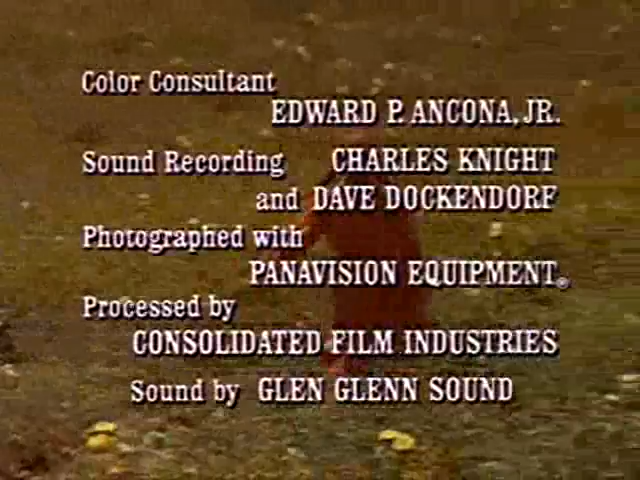 Color Consultant
EDWARD P. ANCONA, JR.
Sound Recording CHARLES KNIGHT
and DAVE DOCKENDORF
Photographed with
PANAVISION EQUIPMENT®
Processed by
CONSOLIDATED FILM INDUSTRIES
Sound by GLEN GLENN SOUND